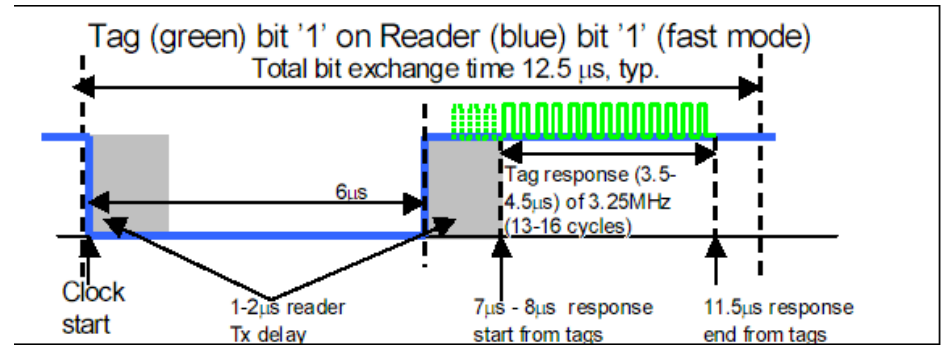 Tag (green) bit '1' on Reader (blue) bit '1' (fast mode)
Total bit exchange time 12.5 μs, typ.
6μs
Tag response (3.5-
4.5μs) of 3.25MHz
(13-16 cycles)
Clock
start
1-2μs reader
Tx delay
7μs - 8μs response
start from tags
11.5μs response
end from tags